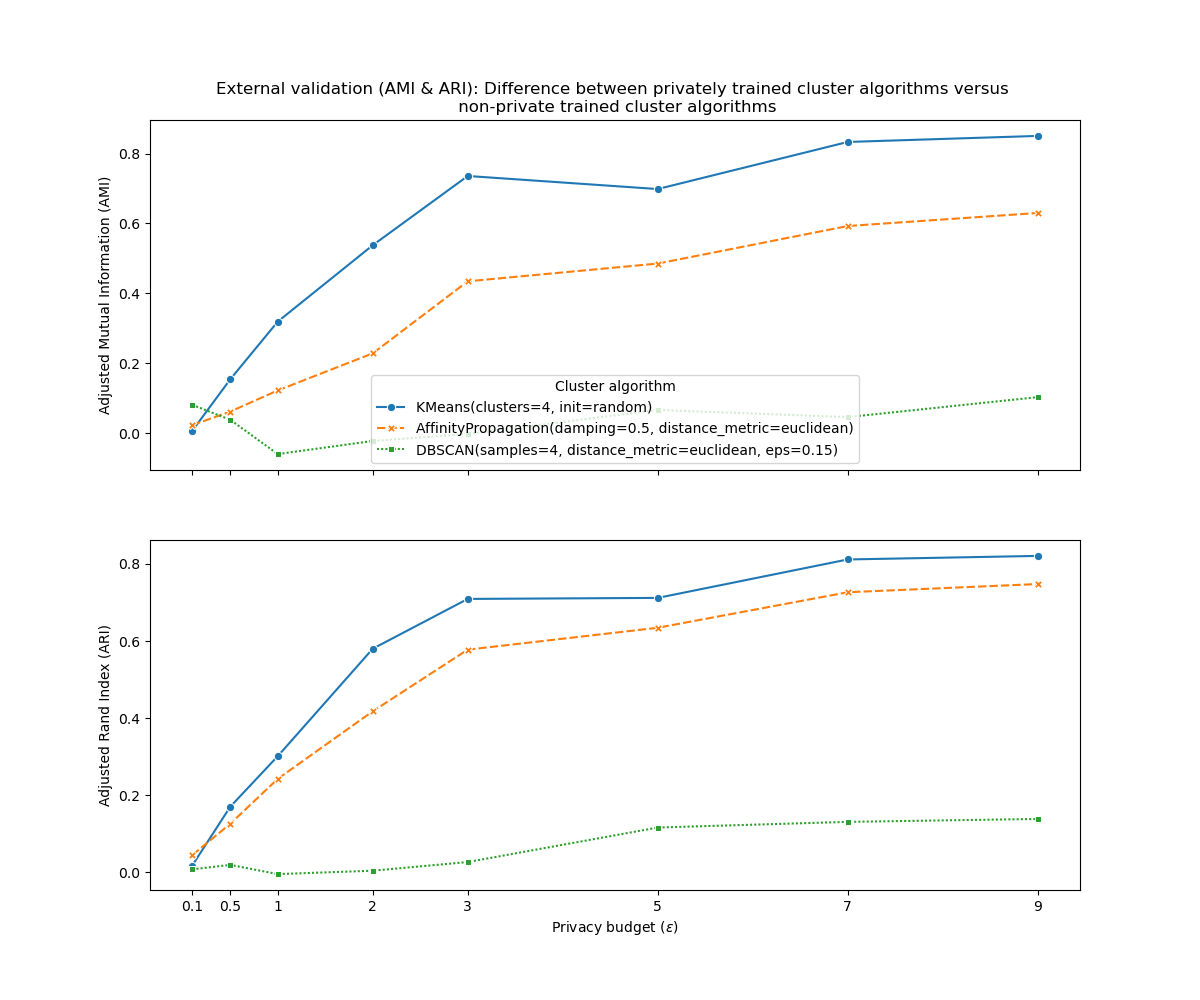 External validation (AMI & ARI): Difference between privately trained cluster algorithms versus
non-private trained cluster algorithms
Adjusted Mutual Information (AMI)
0.8
0.6
0.4
0.2
0.0
Cluster algorithm
KMeans(clusters=4, init=random)
AffinityPropagation(damping=0.5, distance_metric=euclidean)
DBSCAN(samples=4, distance_metric=euclidean, eps=0.15)
Adjusted Rand Index (ARI)
0.8
0.6
0.4
0.2
0.0
0.1 0.5 1 2 3 5 7 9
Privacy budget (ε)